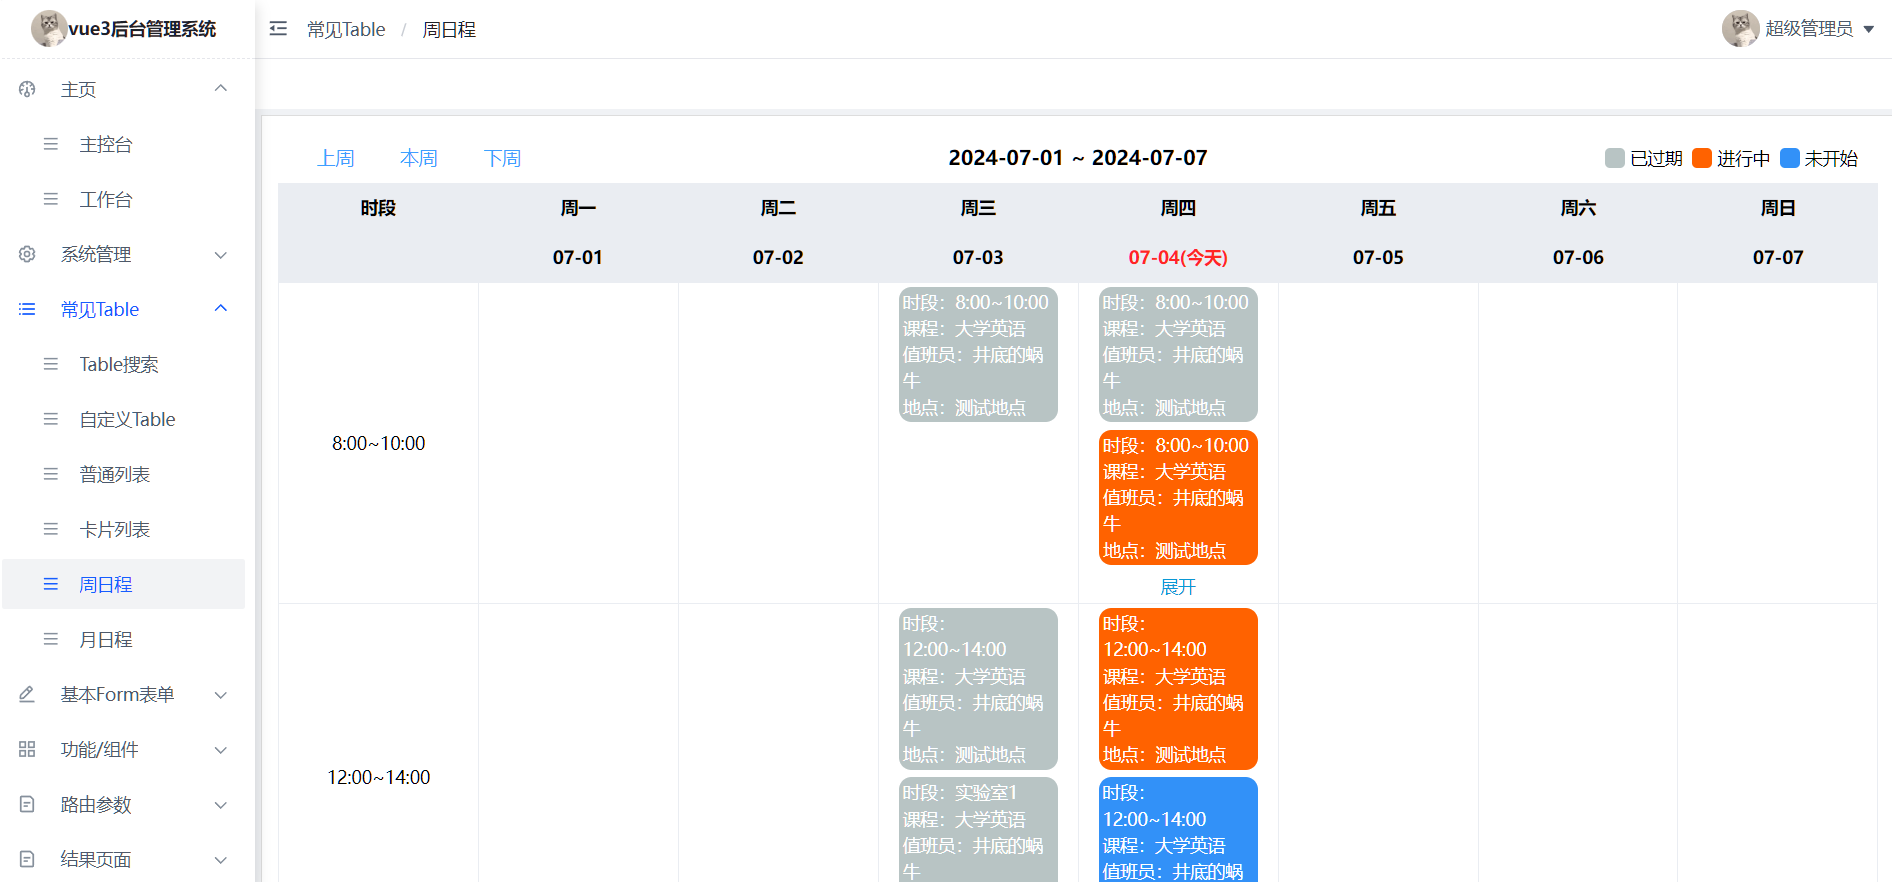 vue3后台管理系统
常见Table / 周日程
超级管理员
主页
主控台
工作台
系统管理
常见Table
Table搜索
自定义Table
普通列表
卡片列表
周日程
月日程
基本Form表单
功能/组件
路由参数
结果页面
上周 本周 下周
2024-07-01 ~ 2024-07-07
已过期 进行中 未开始
时段 周一 周二 周三 周四 周五 周六 周日
07-01 07-02 07-03 07-04(今天) 07-05 07-06 07-07
8:00~10:00
时段：8:00~10:00
课程：大学英语
值班员：井底的蜗
牛
地点：测试地点
时段：8:00~10:00
课程：大学英语
值班员：井底的蜗
牛
地点：测试地点
时段：8:00~10:00
课程：大学英语
值班员：井底的蜗
牛
地点：测试地点
展开
12:00~14:00
时段：
12:00~14:00
课程：大学英语
值班员：井底的蜗
牛
地点：测试地点
时段：实验室1
课程：大学英语
值班员：井底的蜗
牛
时段：
12:00~14:00
课程：大学英语
值班员：井底的蜗
牛
地点：测试地点
时段：
12:00~14:00
课程：大学英语
值班员：井底的蜗